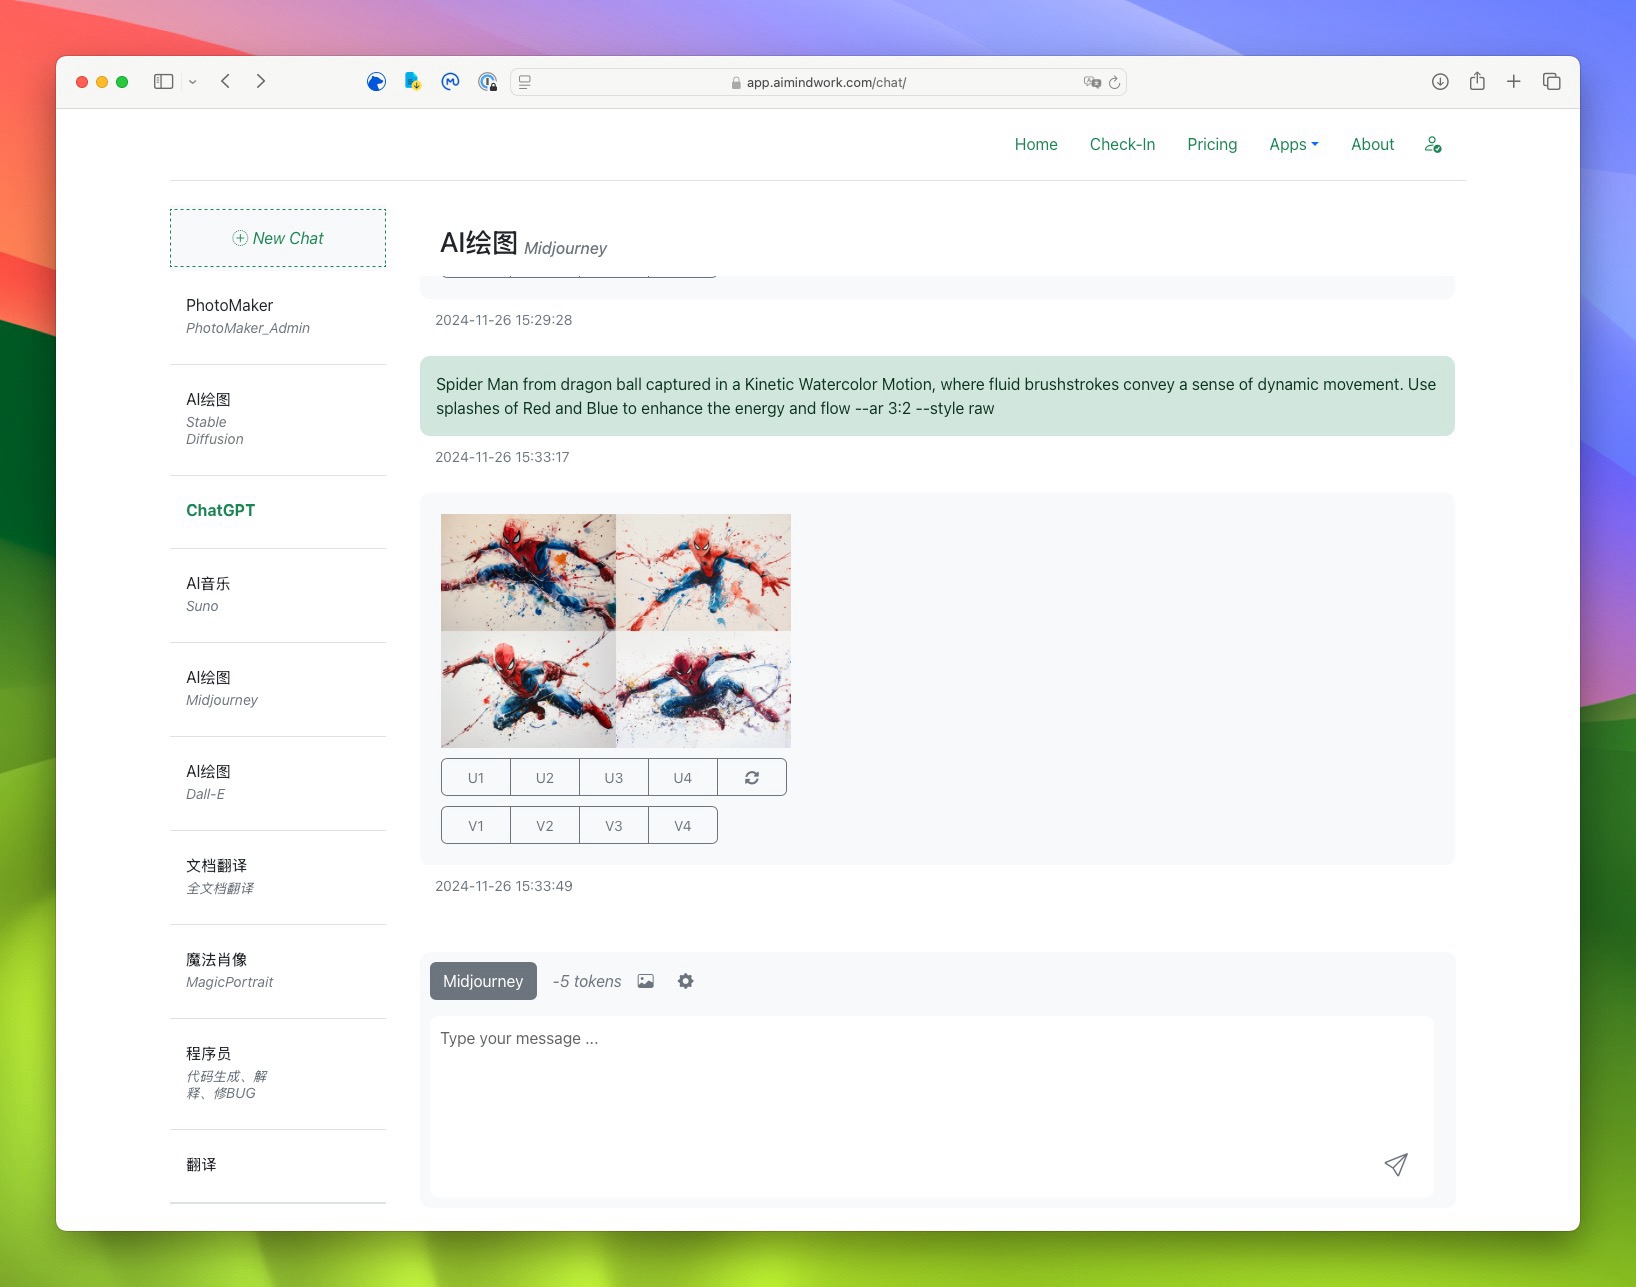 app.aimindwork.com/chat/
Home
Check-In
Pricing
Apps
About
New Chat
PhotoMaker
PhotoMaker_Admin
AI绘图
Stable
Diffusion
ChatGPT
AI音乐
Suno
AI绘图
Midjourney
AI绘图
Dall-E
文档翻译
全文档翻译
魔法肖像
MagicPortrait
程序员
代码生成、解
释、修BUG
翻译
AI绘图 Midjourney
2024-11-26 15:29:28
Spider Man from dragon ball captured in a Kinetic Watercolor Motion, where fluid brushstrokes convey a sense of dynamic movement. Use
splashes of Red and Blue to enhance the energy and flow --ar 3:2 --style raw
2024-11-26 15:33:17
U1
U2
U3
U4
V1
V2
V3
V4
2024-11-26 15:33:49
Midjourney
-5 tokens
Type your message ...